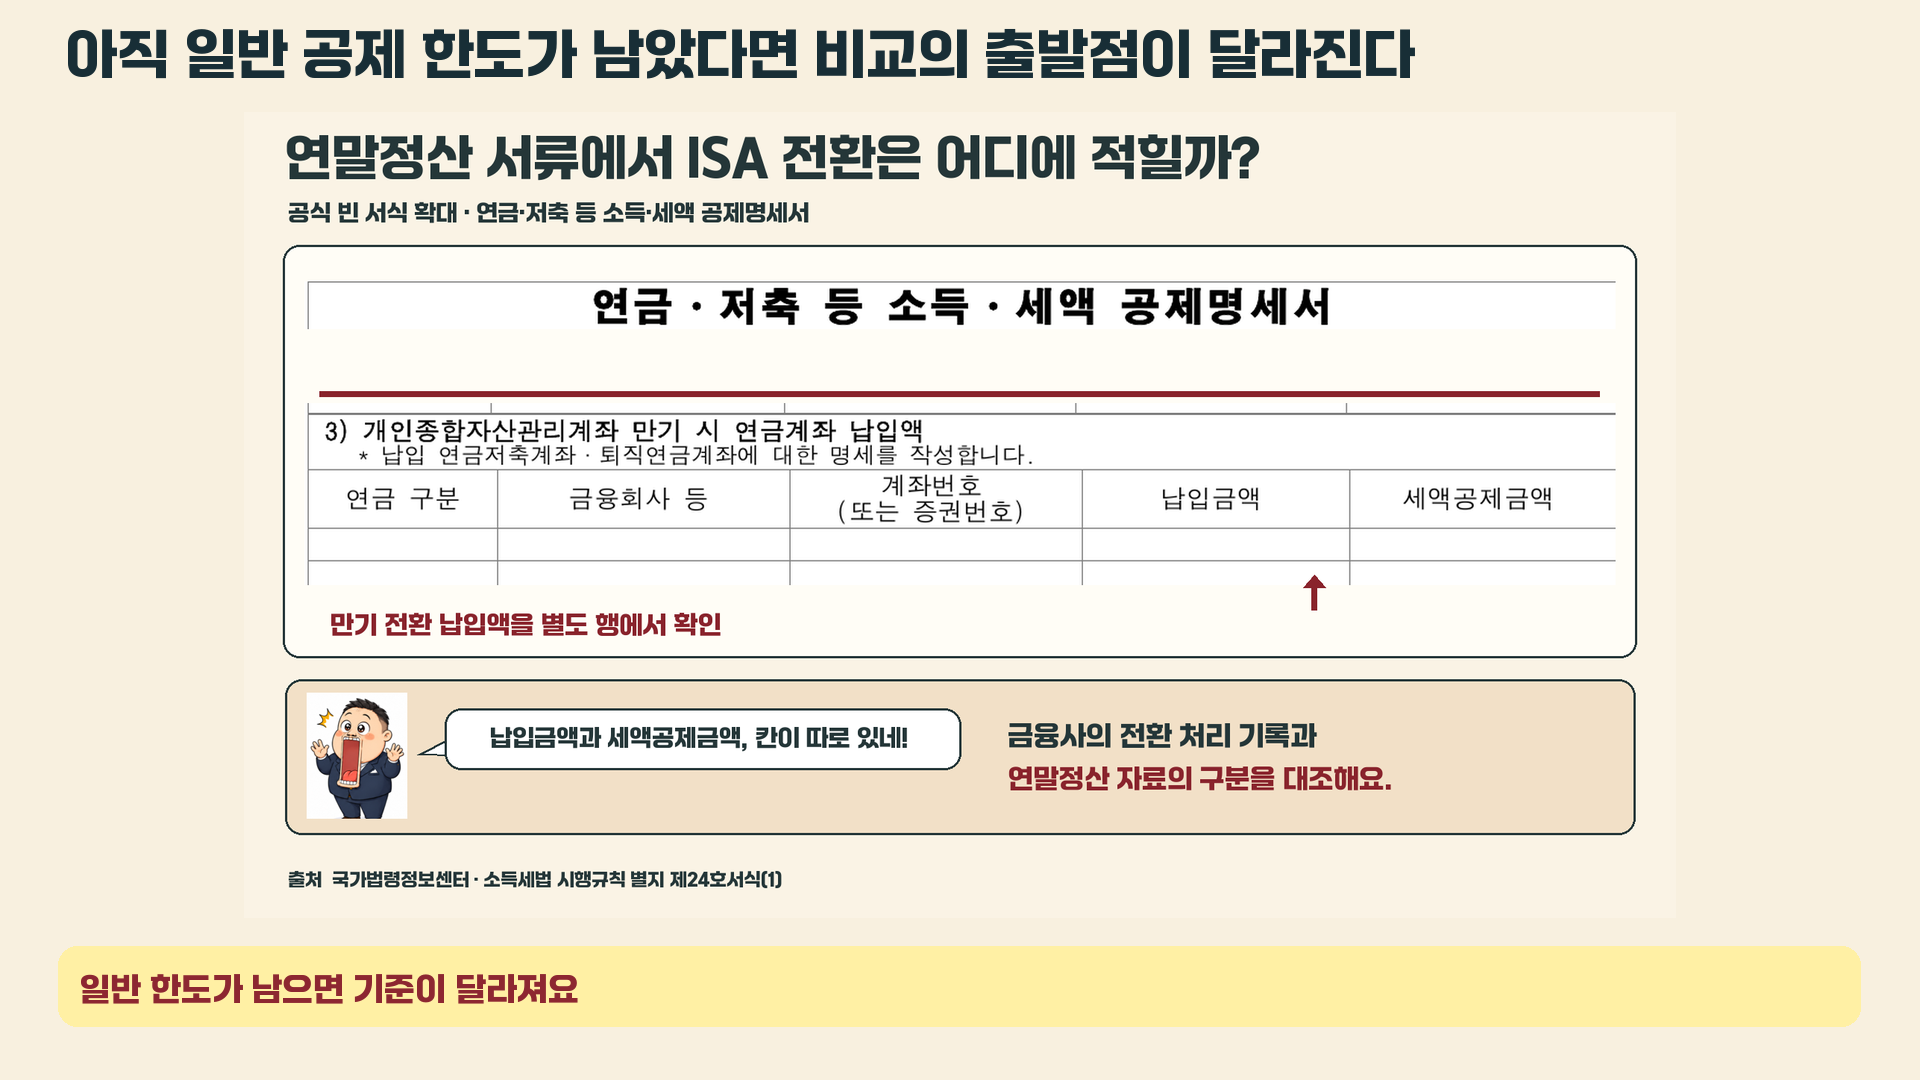 아직 일반 공제 한도가 남았다면 비교의 출발점이 달라진다
연말정산 서류에서 ISA 전환은 어디에 적힐까?
공식 빈 서식 확대 · 연금·저축 등 소득·세액 공제명세서
연금 · 저축 등 소득 · 세액 공제명세서
3) 개인종합자산관리계좌 만기 시 연금계좌 납입액
* 납입 연금저축계좌 · 퇴직연금계좌에 대한 명세를 작성합니다.
연금 구분 금융회사 등 계좌번호 (또는 증권번호) 납입금액 세액공제금액
만기 전환 납입액을 별도 행에서 확인
납입금액과 세액공제금액, 칸이 따로 있네!
금융사의 전환 처리 기록과
연말정산 자료의 구분을 대조해요.
출처 국가법령정보센터 · 소득세법 시행규칙 별지 제24호서식(1)
일반 한도가 남으면 기준이 달라져요